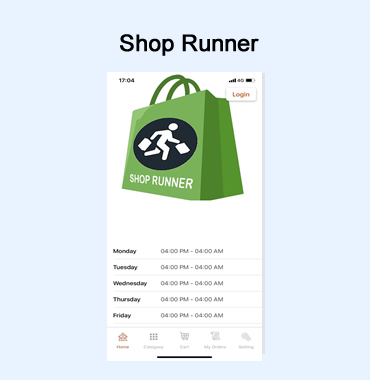 Shop Runner
17:04 4G
Login
SHOP RUNNER
Monday 04:00 PM - 04:00 AM
Tuesday 04:00 PM - 04:00 AM
Wednesday 04:00 PM - 04:00 AM
Thursday 04:00 PM - 04:00 AM
Friday 04:00 PM - 04:00 AM
Home Category Cart My Orders Setting